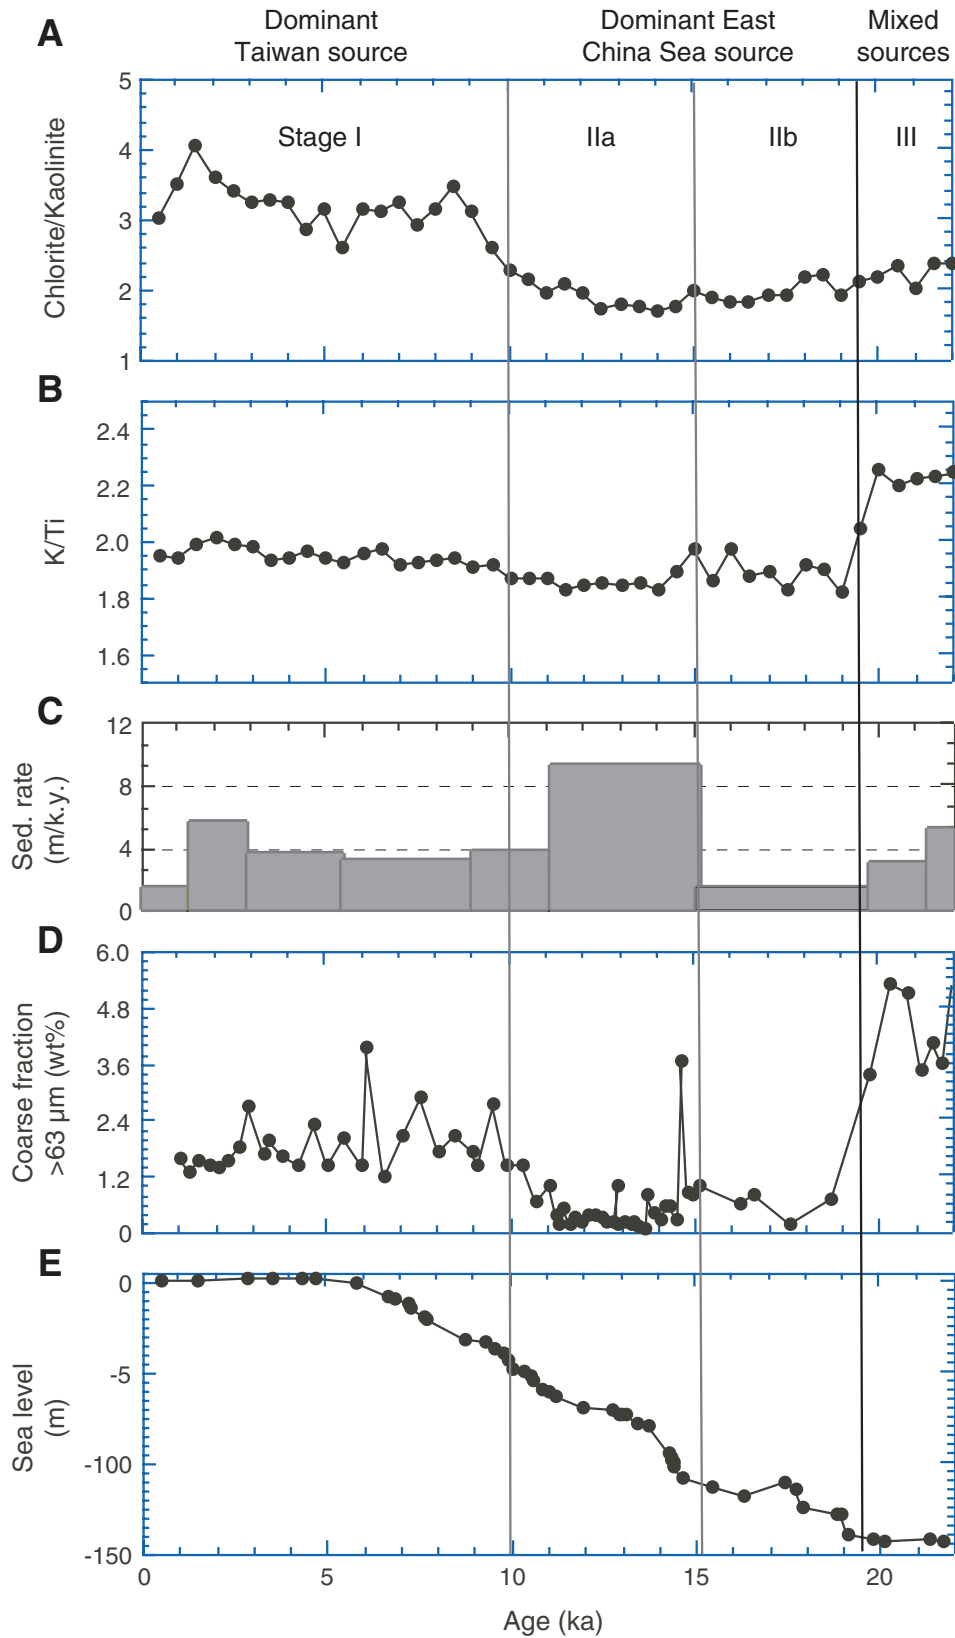 A
Dominant
Taiwan source
Dominant East
China Sea source
Mixed
sources
Chlorite/Kaolinite
5
4
3
2
1
Stage I
IIa
IIb
III
B
K/Ti
2.4
2.2
2.0
1.8
1.6
C
Sed. rate
(m/k.y.)
12
8
4
0
D
Coarse fraction
>63 µm (wt%)
6.0
4.8
3.6
2.4
1.2
0
E
Sea level
(m)
0
-5
-100
-150
0
5
10
15
20
Age (ka)